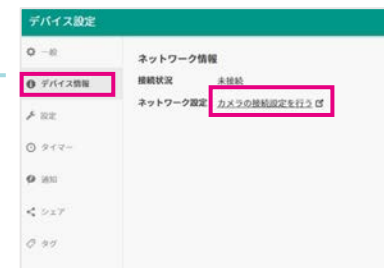 デバイス設定
一般
デバイス情報
設定
タイマー
通知
シェア
タグ
ネットワーク情報
接続状況 未接続
ネットワーク設定 カメラの接続設定を行う